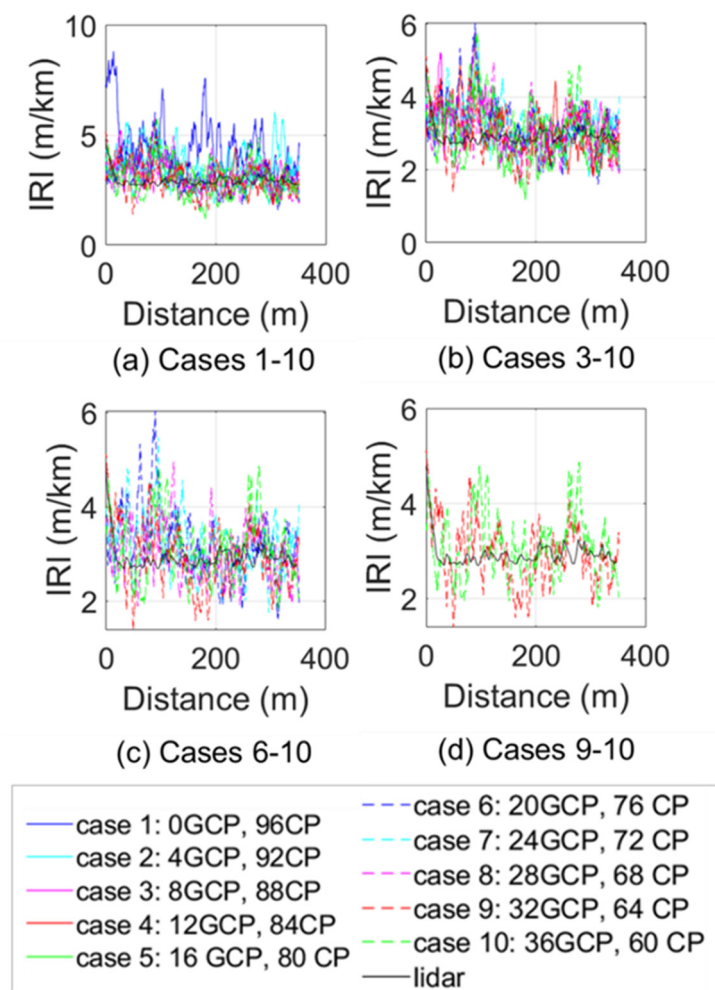 10
5
0
IRI (m/km)
0 200 400
Distance (m)
(a) Cases 1-10
6
4
2
0
IRI (m/km)
0 200 400
Distance (m)
(b) Cases 3-10
6
4
2
IRI (m/km)
0 200 400
Distance (m)
(c) Cases 6-10
6
4
2
IRI (m/km)
0 200 400
Distance (m)
(d) Cases 9-10
case 1: 0GCP, 96CP
case 2: 4GCP, 92CP
case 3: 8GCP, 88CP
case 4: 12GCP, 84CP
case 5: 16 GCP, 80 CP
case 6: 20GCP, 76 CP
case 7: 24GCP, 72 CP
case 8: 28GCP, 68 CP
case 9: 32GCP, 64 CP
case 10: 36GCP, 60 CP
lidar